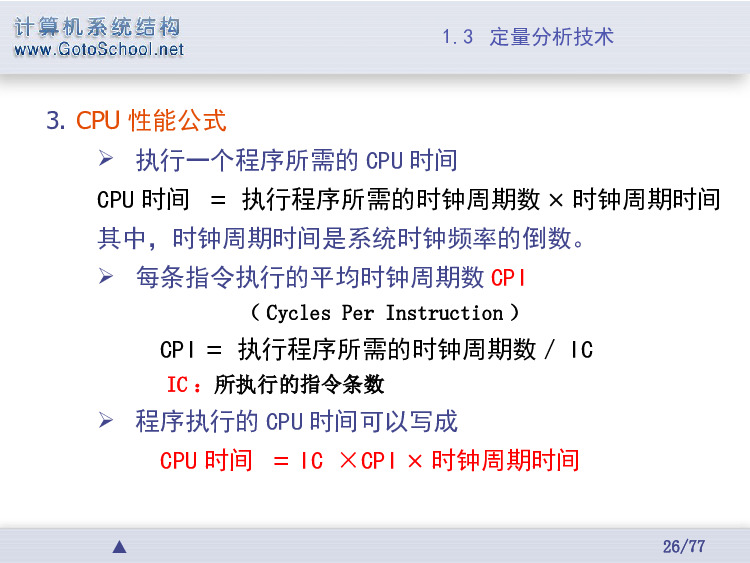 计算机系统结构
www.GotoSchool.net
1.3 定量分析技术
3. CPU 性能公式
➢ 执行一个程序所需的 CPU 时间
CPU 时间 = 执行程序所需的时钟周期数 × 时钟周期时间
其中，时钟周期时间是系统时钟频率的倒数。
➢ 每条指令执行的平均时钟周期数 CPI
（ Cycles Per Instruction ）
CPI = 执行程序所需的时钟周期数 / IC
IC：所执行的指令条数
➢ 程序执行的 CPU 时间可以写成
CPU 时间 = IC ×CPI × 时钟周期时间
▲ 26/77